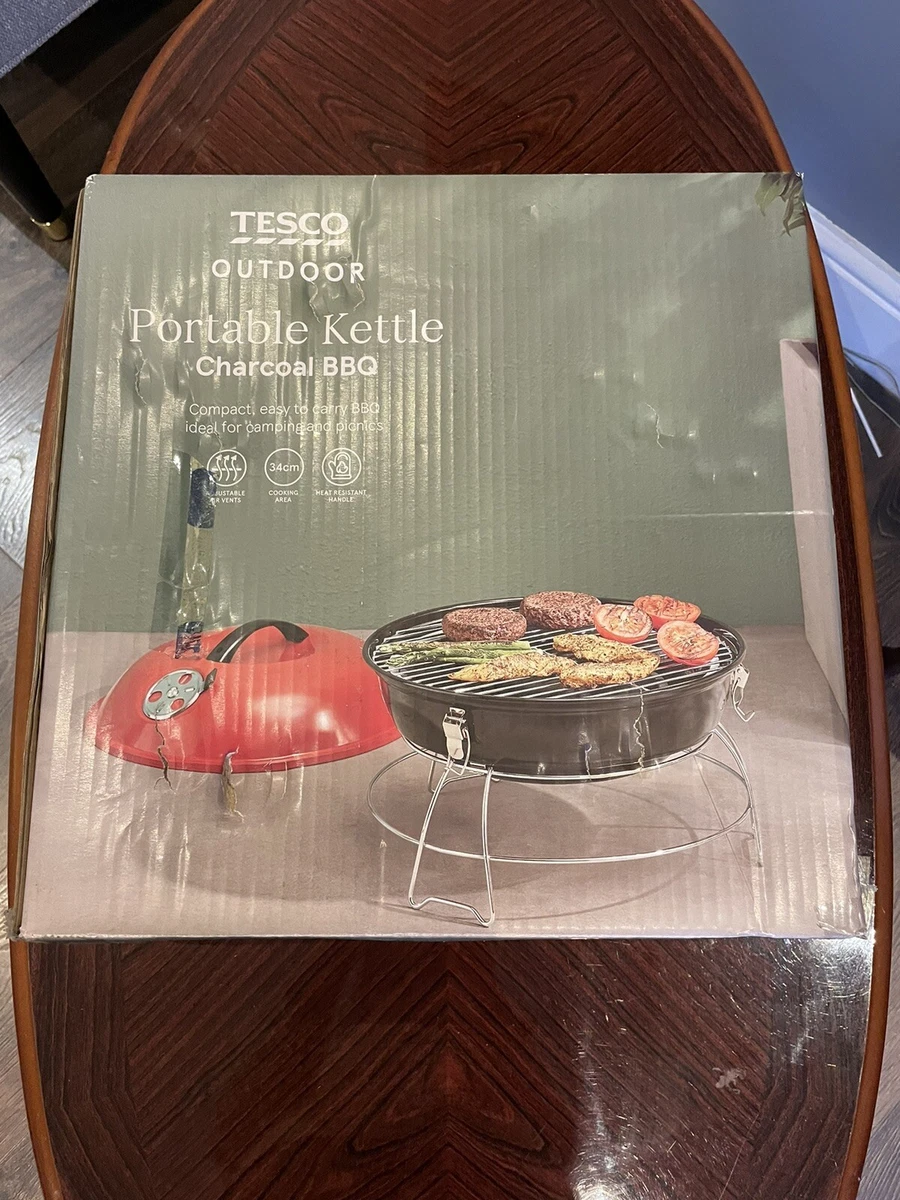 TESCO
OUTDOOR
Portable Kettle
Charcoal BBQ
Compact, easy to carry BBQ
ideal for camping and picnics
34cm
COOKING HEAT RESISTANT
AREA HANDLE